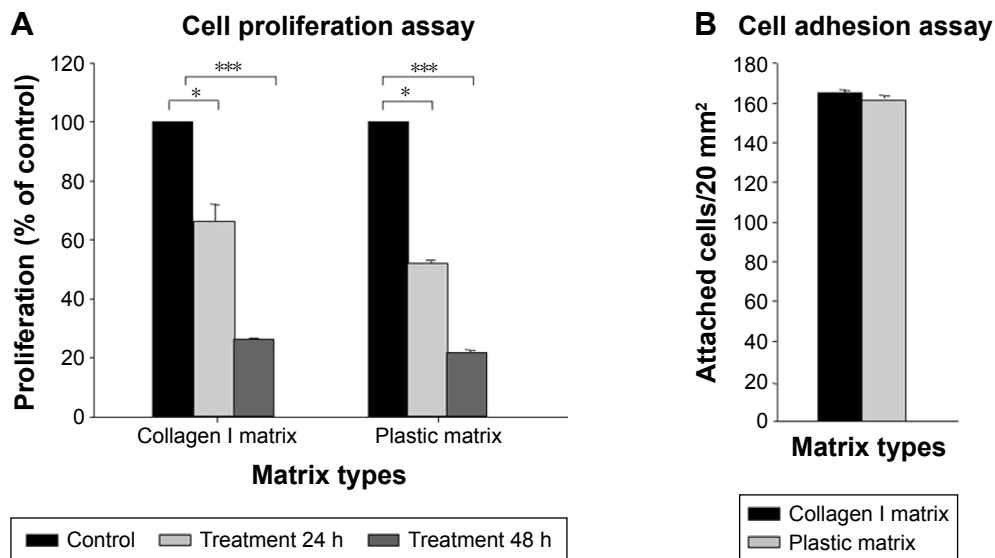 A Cell proliferation assay
120
100
80
60
40
20
0
Proliferation (% of control)
***
*
***
*
Collagen I matrix
Plastic matrix
Matrix types
Control
Treatment 24 h
Treatment 48 h
B Cell adhesion assay
180
160
140
120
160
80
60
40
20
0
Attached cells/20 mm²
Matrix types
Collagen I matrix
Plastic matrix